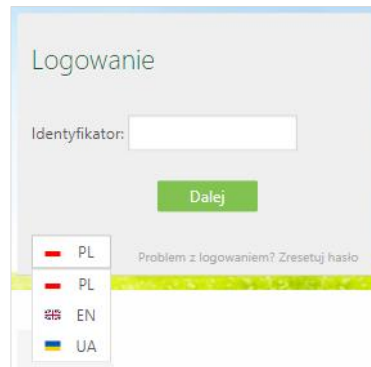 Logowanie
Identyfikator:
Dalej
PL
Problem z logowaniem? Zresetuj hasło
PL
EN
UA